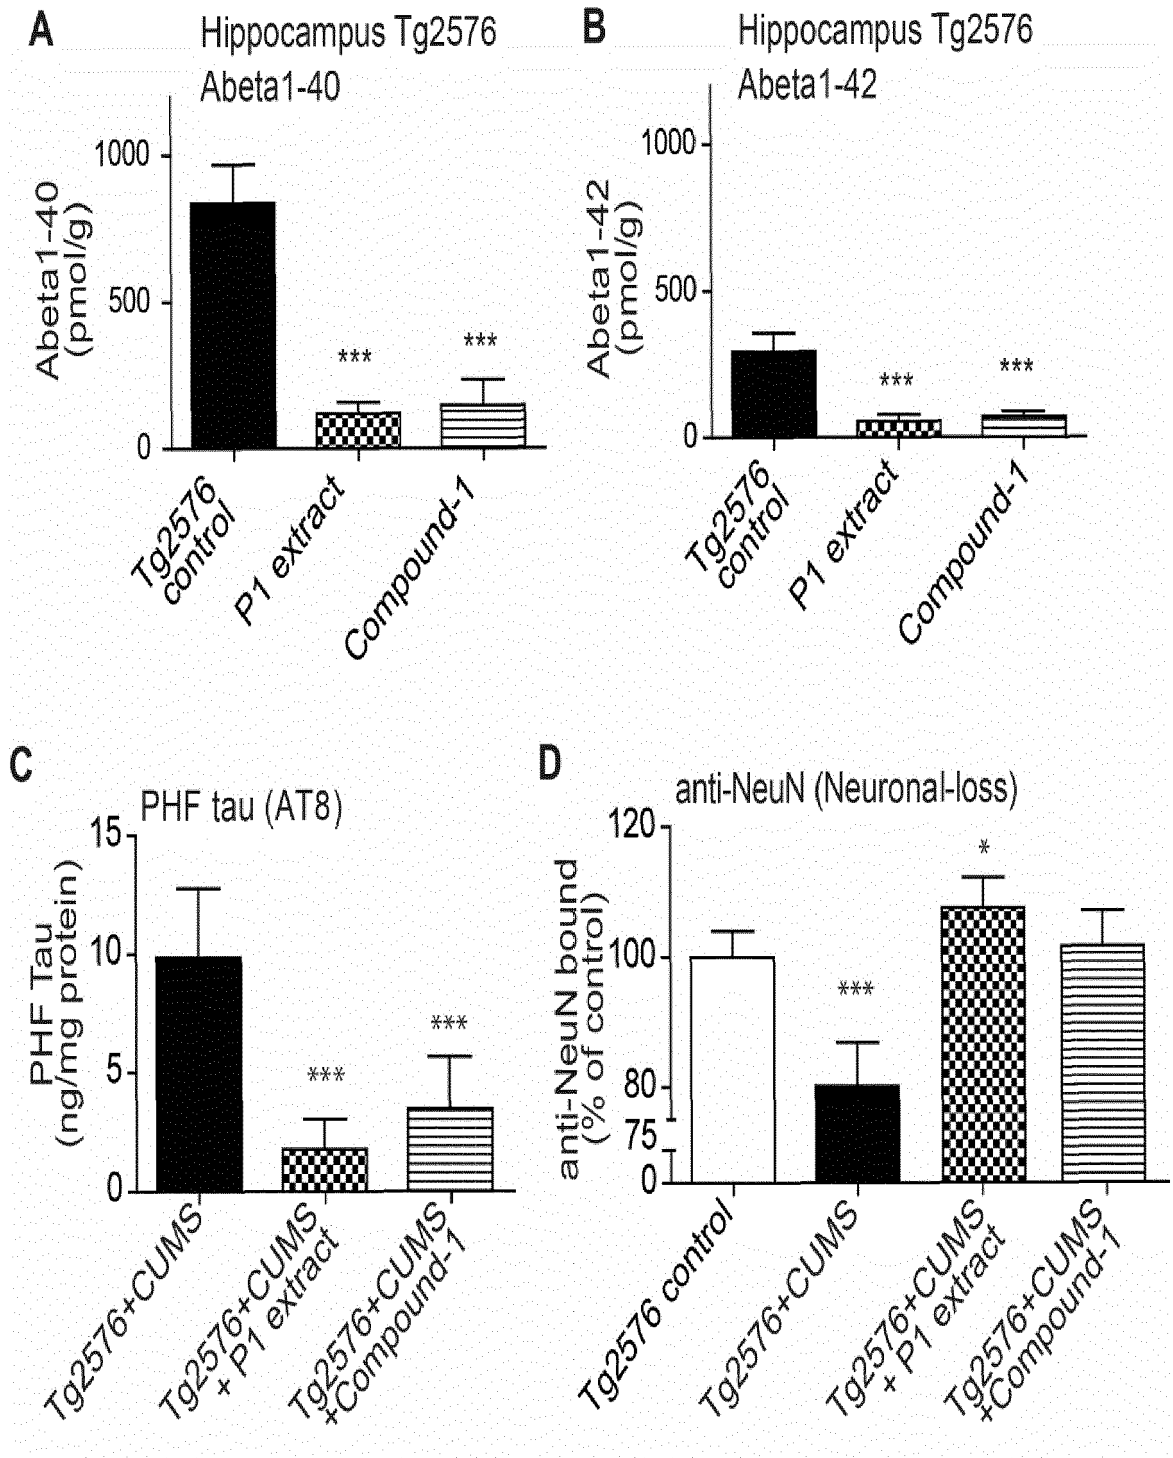 A
Hippocampus Tg2576
Abeta1-40
Abeta1-40
(pmol/g)
1000
500
0
***
***
Tg2576
control
P1 extract
Compound-1
B
Hippocampus Tg2576
Abeta1-42
Abeta1-42
(pmol/g)
1000
500
0
***
***
Tg2576
control
P1 extract
Compound-1
C
PHF tau (AT8)
PHF Tau
(ng/mg protein)
15
10
5
0
***
***
Tg2576+CUMS
Tg2576+CUMS
+ P1 extract
Tg2576+CUMS
+Compound-1
D
anti-NeuN (Neuronal-loss)
anti-NeuN bound
(% of control)
120
100
80
75
0
***
*
Tg2576 control
Tg2576+CUMS
Tg2576+CUMS
+ P1 extract
Tg2576+CUMS
+Compound-1